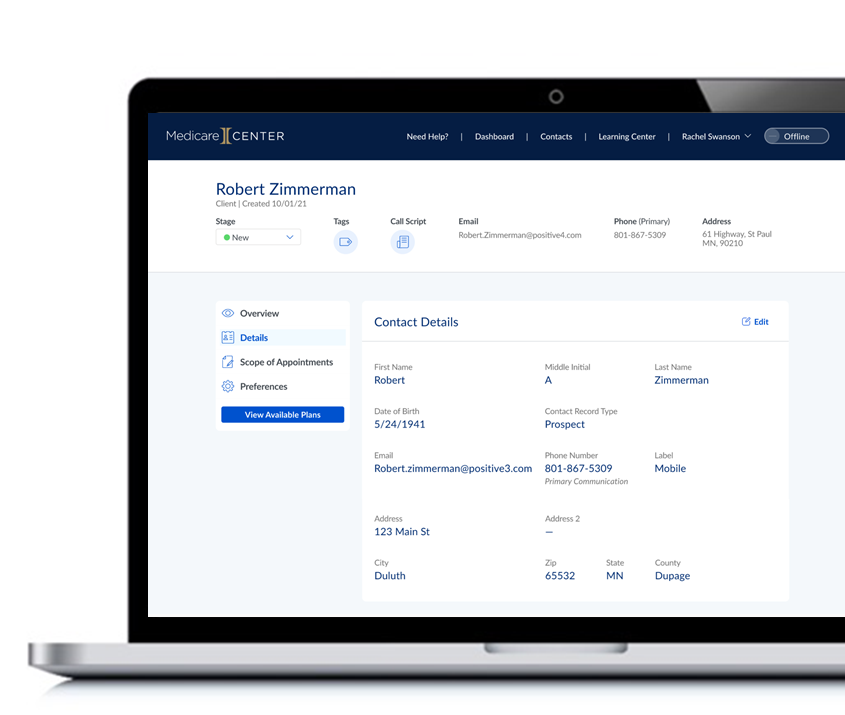 MedicareCENTER
Need Help? | Dashboard | Contacts | Learning Center | Rachel Swanson Offline
Robert Zimmerman
Client | Created 10/01/21
Stage Tags Call Script Email Phone (Primary) Address
New Robert.Zimmerman@positive4.com 801-867-5309 61 Highway, St Paul
MN, 90210
Overview
Details
Scope of Appointments
Preferences
View Available Plans
Contact Details Edit
First Name Middle Initial Last Name
Robert A Zimmerman
Date of Birth Contact Record Type
5/24/1941 Prospect
Email Phone Number Label
Robert.zimmerman@positive3.com 801-867-5309 Mobile
Primary Communication
Address Address 2
123 Main St —
City Zip State County
Duluth 65532 MN Dupage